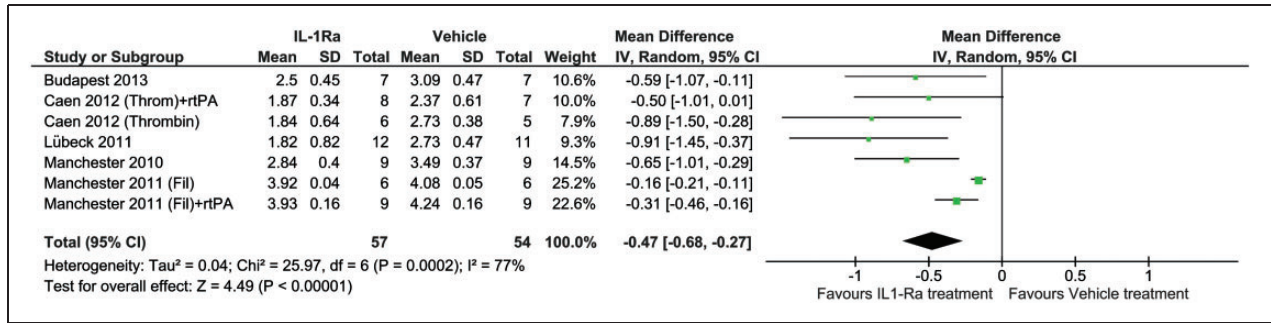 IL-1Ra Vehicle Mean Difference Mean Difference
Study or Subgroup Mean SD Total Mean SD Total Weight IV, Random, 95% CI IV, Random, 95% CI
Budapest 2013 2.5 0.45 7 3.09 0.47 7 10.6% -0.59 [-1.07, -0.11]
Caen 2012 (Throm)+rtPA 1.87 0.34 8 2.37 0.61 7 10.0% -0.50 [-1.01, 0.01]
Caen 2012 (Thrombin) 1.84 0.64 6 2.73 0.38 5 7.9% -0.89 [-1.50, -0.28]
Lübeck 2011 1.82 0.82 12 2.73 0.47 11 9.3% -0.91 [-1.45, -0.37]
Manchester 2010 2.84 0.4 9 3.49 0.37 9 14.5% -0.65 [-1.01, -0.29]
Manchester 2011 (Fil) 3.92 0.04 6 4.08 0.05 6 25.2% -0.16 [-0.21, -0.11]
Manchester 2011 (Fil)+rtPA 3.93 0.16 9 4.24 0.16 9 22.6% -0.31 [-0.46, -0.16]
Total (95% CI) 57 54 100.0% -0.47 [-0.68, -0.27]
Heterogeneity: Tau² = 0.04; Chi² = 25.97, df = 6 (P = 0.0002); I² = 77%
Test for overall effect: Z = 4.49 (P < 0.00001)
-1 -0.5 0 0.5 1
Favours IL1-Ra treatment Favours Vehicle treatment